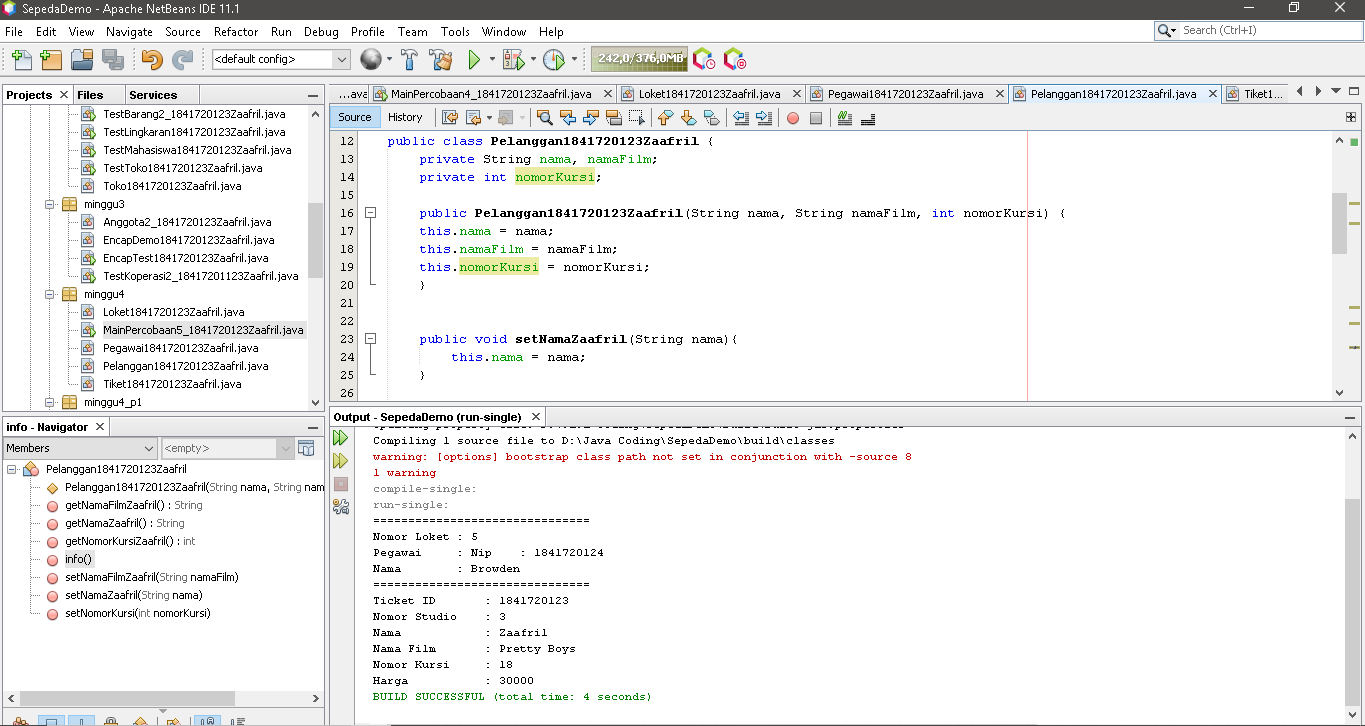 SepedaDemo - Apache NetBeans IDE 11.1
File Edit View Navigate Source Refactor Run Debug Profile Team Tools Window Help
Search (Ctrl+I)
<default config>
242,0/376,0MB
Projects Files Services
TestBarang2_1841720123Zaafril.java
TestLingkaran1841720123Zaafril.java
TestMahasiswa1841720123Zaafril.java
TestToko1841720123Zaafril.java
Toko1841720123Zaafril.java
minggu3
Anggota2_1841720123Zaafril.java
EncapDemo1841720123Zaafril.java
EncapTest1841720123Zaafril.java
TestKoperasi2_18417201123Zaafril.java
minggu4
Loket1841720123Zaafril.java
MainPercobaan5_1841720123Zaafril.java
Pegawai1841720123Zaafril.java
Pelanggan1841720123Zaafril.java
Tiket1841720123Zaafril.java
minggu4_p1
info - Navigator
Members <empty>
Pelanggan1841720123Zaafril
Pelanggan1841720123Zaafril(String nama, String nam
getNamaFilmZaafril() : String
getNamaZaafril() : String
getNomorKursiZaafril() : int
info()
setNamaFilmZaafril(String namaFilm)
setNamaZaafril(String nama)
setNomorKursi(int nomorKursi)
...ava MainPercobaan4_1841720123Zaafril.java Loket1841720123Zaafril.java Pegawai1841720123Zaafril.java Pelanggan1841720123Zaafril.java Tiket1...
Source History
12 public class Pelanggan1841720123Zaafril {
13 private String nama, namaFilm;
14 private int nomorKursi;
15
16 public Pelanggan1841720123Zaafril(String nama, String namaFilm, int nomorKursi) {
17 this.nama = nama;
18 this.namaFilm = namaFilm;
19 this.nomorKursi = nomorKursi;
20 }
21
22
23 public void setNamaZaafril(String nama){
24 this.nama = nama;
25 }
26
Output - SepedaDemo (run-single)
Compiling 1 source file to D:\Java Coding\SepedaDemo\build\classes
warning: [options] bootstrap class path not set in conjunction with -source 8
1 warning
compile-single:
run-single:
===============================
Nomor Loket : 5
Pegawai : Nip : 1841720124
Nama : Browden
===============================
Ticket ID : 1841720123
Nomor Studio : 3
Nama : Zaafril
Nama Film : Pretty Boys
Nomor Kursi : 18
Harga : 30000
BUILD SUCCESSFUL (total time: 4 seconds)